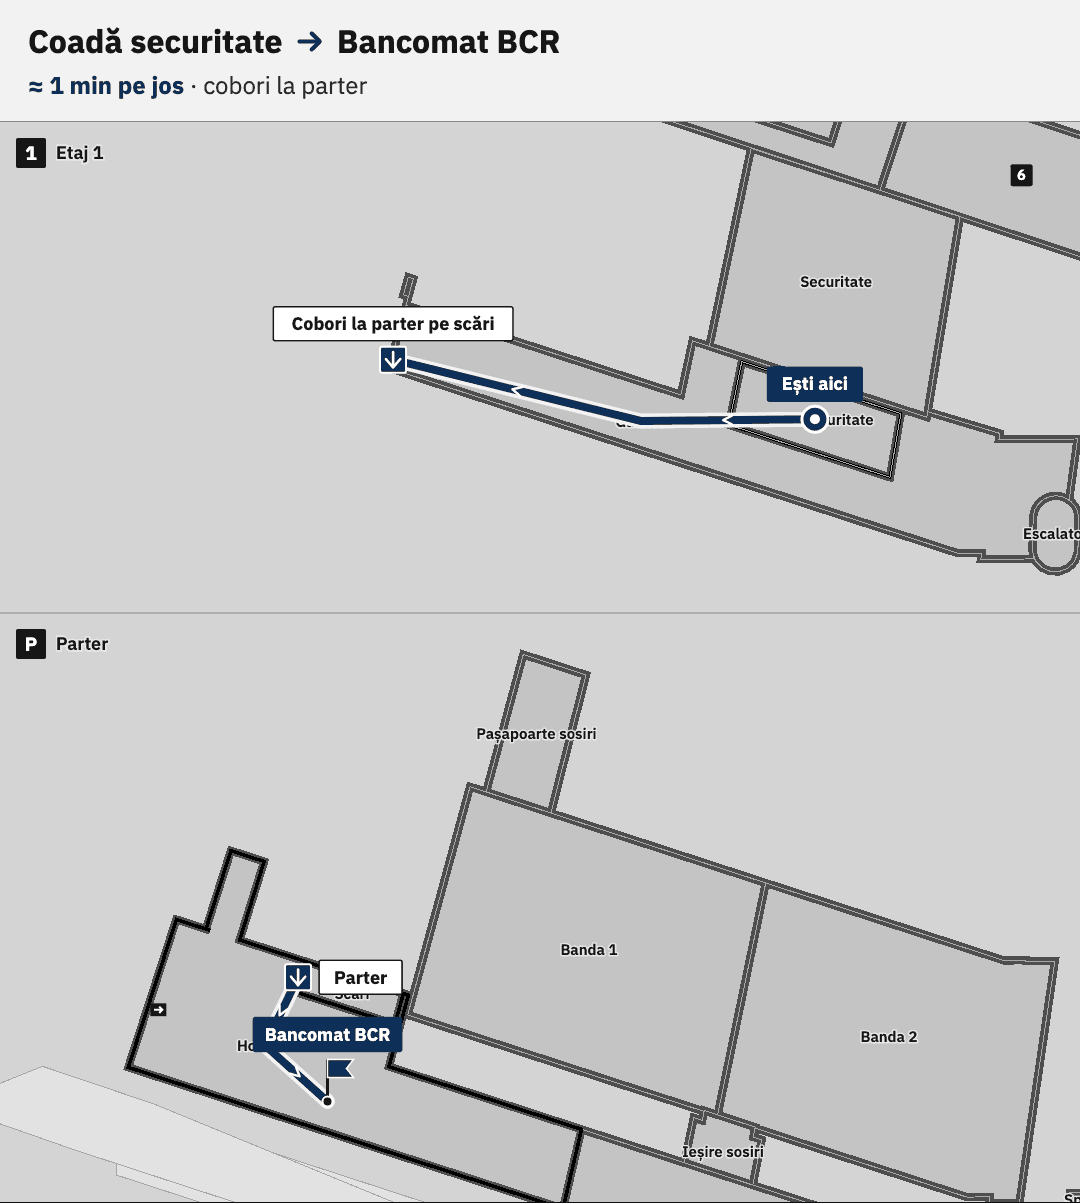 Coadă securitate → Bancomat BCR
≈ 1 min pe jos · cobori la parter
1 Etaj 1
6
Securitate
Cobori la parter pe scări
Ești aici
Escalato
P Parter
Pașapoarte sosiri
Banda 1
Parter
Scări
Bancomat BCR
Banda 2
Ieșire sosiri